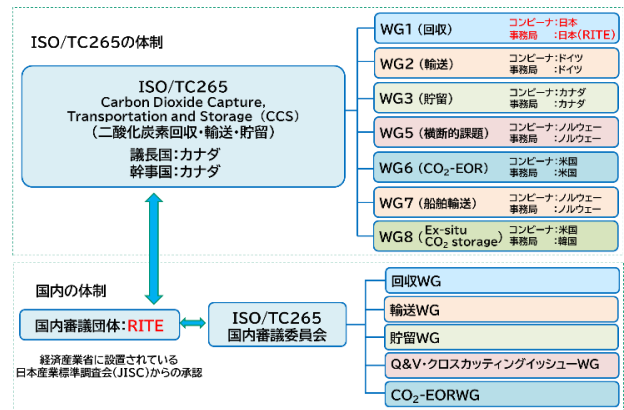 ISO/TC265の体制
ISO/TC265
Carbon Dioxide Capture,
Transportation and Storage (CCS)
(二酸化炭素回収・輸送・貯留)
議長国:カナダ
幹事国:カナダ
WG1(回収) コンビーナ:日本
事務局 :日本(RITE)
WG2(輸送) コンビーナ:ドイツ
事務局 :ドイツ
WG3(貯留) コンビーナ:カナダ
事務局 :カナダ
WG5(横断的課題) コンビーナ:ノルウェー
事務局 :ノルウェー
WG6(CO₂-EOR) コンビーナ:米国
事務局 :米国
WG7(船舶輸送) コンビーナ:ノルウェー
事務局 :ノルウェー
WG8(Ex-situ CO₂ storage) コンビーナ:米国
事務局 :韓国
国内の体制
国内審議団体:RITE
経済産業省に設置されている
日本産業標準調査会(JISC)からの承認
ISO/TC265
国内審議委員会
回収WG
輸送WG
貯留WG
Q&V・クロスカッティングイッシューWG
CO₂-EORWG